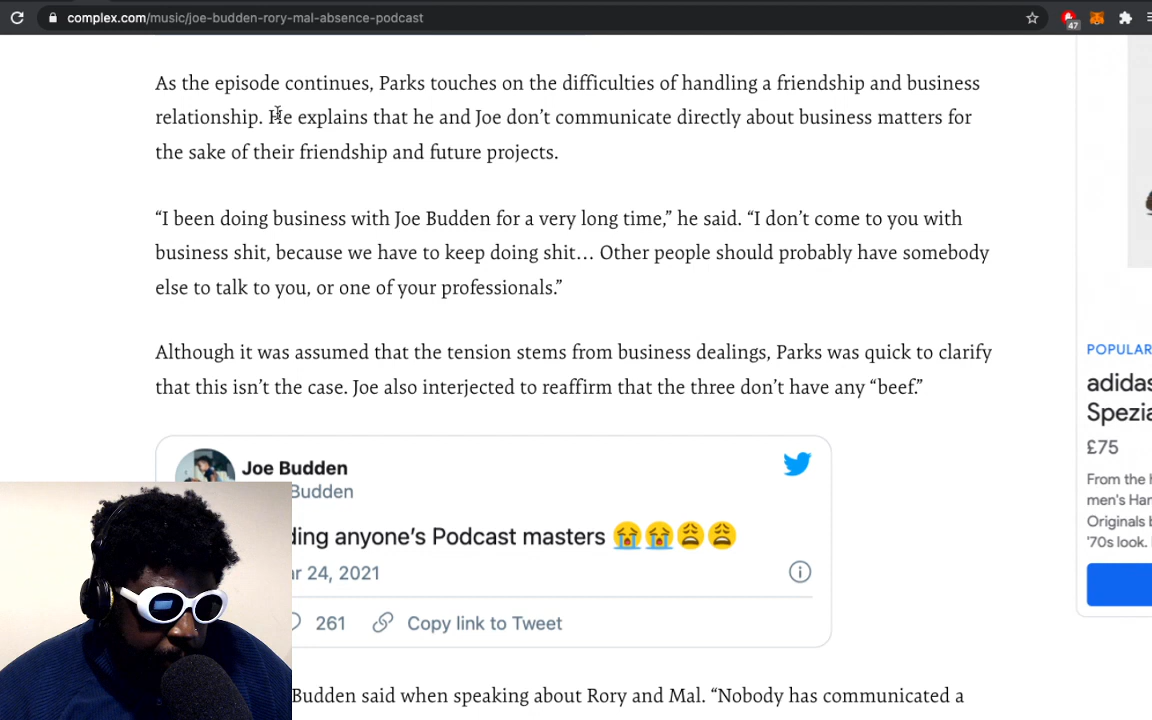 complex.com/music/joe-budden-rory-mal-absence-podcast
47
As the episode continues, Parks touches on the difficulties of handling a friendship and business
relationship. He explains that he and Joe don’t communicate directly about business matters for
the sake of their friendship and future projects.
“I been doing business with Joe Budden for a very long time,” he said. “I don’t come to you with
business shit, because we have to keep doing shit… Other people should probably have somebody
else to talk to you, or one of your professionals.”
Although it was assumed that the tension stems from business dealings, Parks was quick to clarify
that this isn’t the case. Joe also interjected to reaffirm that the three don’t have any “beef.”
Joe Budden
Budden
ding anyone’s Podcast masters 😭😭😩😩
ar 24, 2021
261
Copy link to Tweet
Budden said when speaking about Rory and Mal. “Nobody has communicated a
POPULAR
adidas
Spezia
£75
From the h
men's Han
Originals b
'70s look.